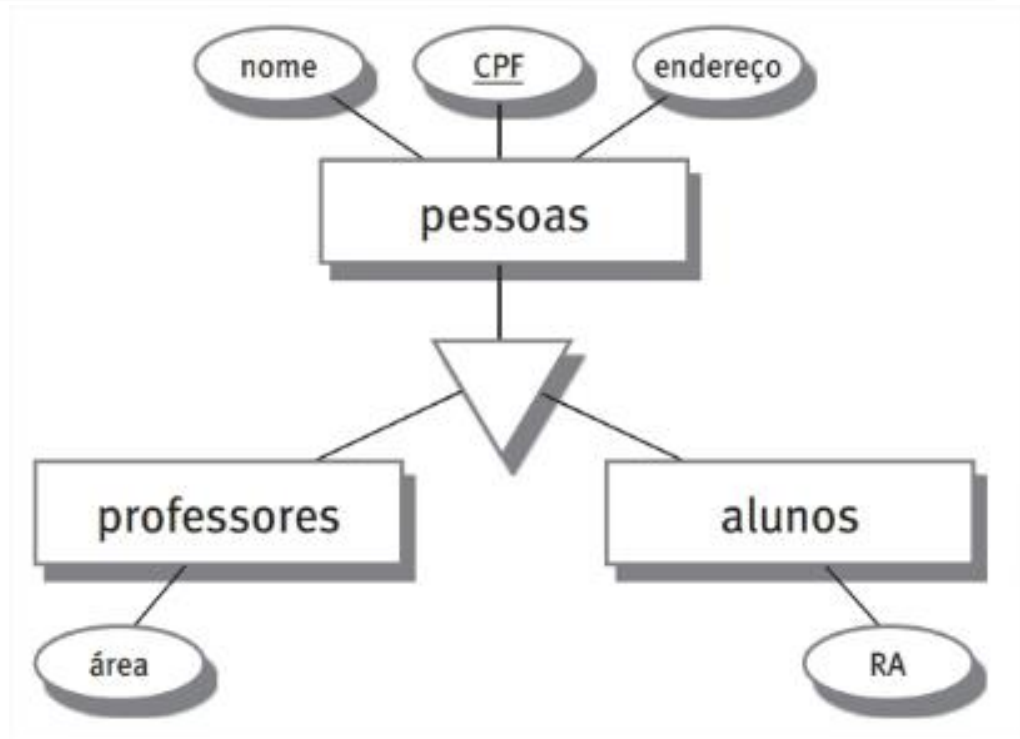 nome
CPF
endereço
pessoas
professores
alunos
área
RA